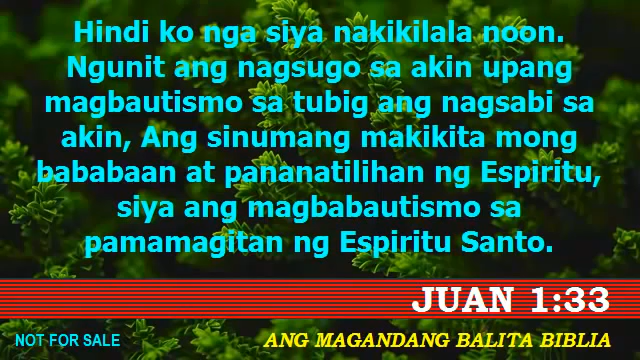 Hindi ko nga siya nakikilala noon.
Ngunit ang nagsugo sa akin upang
magbautismo sa tubig ang nagsabi sa
akin, Ang sinumang makikita mong
bababaan at pananatilihan ng Espiritu,
siya ang magbabautismo sa
pamamagitan ng Espiritu Santo.
JUAN 1:33
NOT FOR SALE
ANG MAGANDANG BALITA BIBLIA